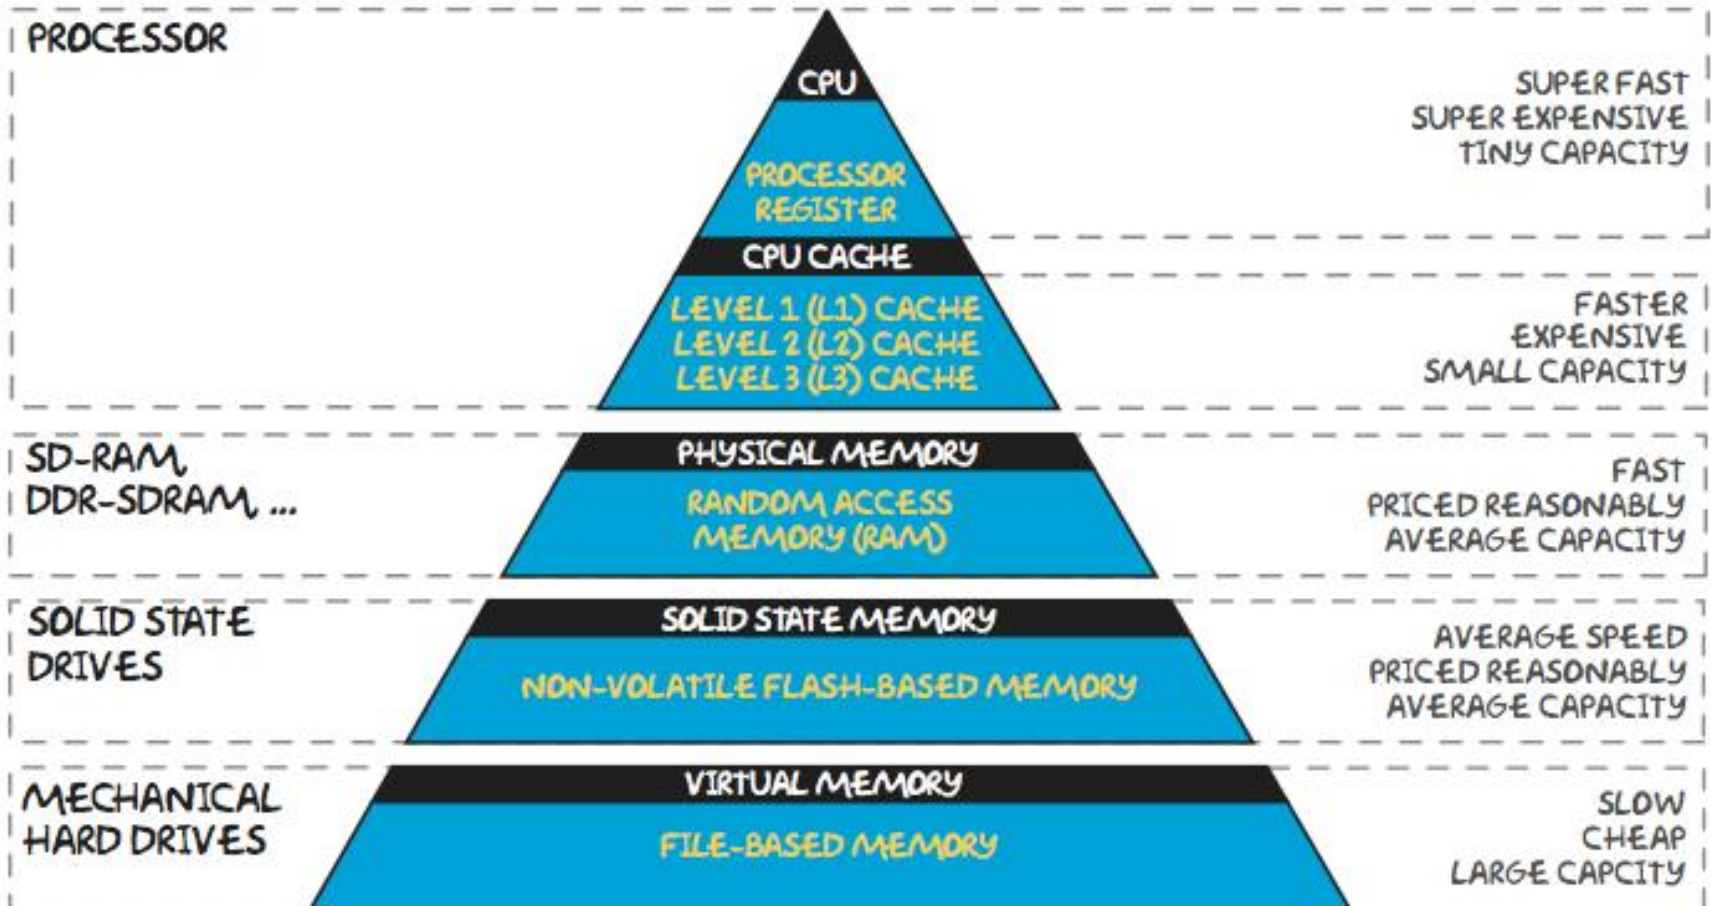 PROCESSOR
CPU
SUPER FAST
SUPER EXPENSIVE
TINY CAPACITY
PROCESSOR
REGISTER
CPU CACHE
LEVEL 1 (L1) CACHE
LEVEL 2 (L2) CACHE
LEVEL 3 (L3) CACHE
FASTER
EXPENSIVE
SMALL CAPACITY
SD-RAM,
DDR-SDRAM, ...
PHYSICAL MEMORY
RANDOM ACCESS
MEMORY (RAM)
FAST
PRICED REASONABLY
AVERAGE CAPACITY
SOLID STATE
DRIVES
SOLID STATE MEMORY
NON-VOLATILE FLASH-BASED MEMORY
AVERAGE SPEED
PRICED REASONABLY
AVERAGE CAPACITY
MECHANICAL
HARD DRIVES
VIRTUAL MEMORY
FILE-BASED MEMORY
SLOW
CHEAP
LARGE CAPCITY